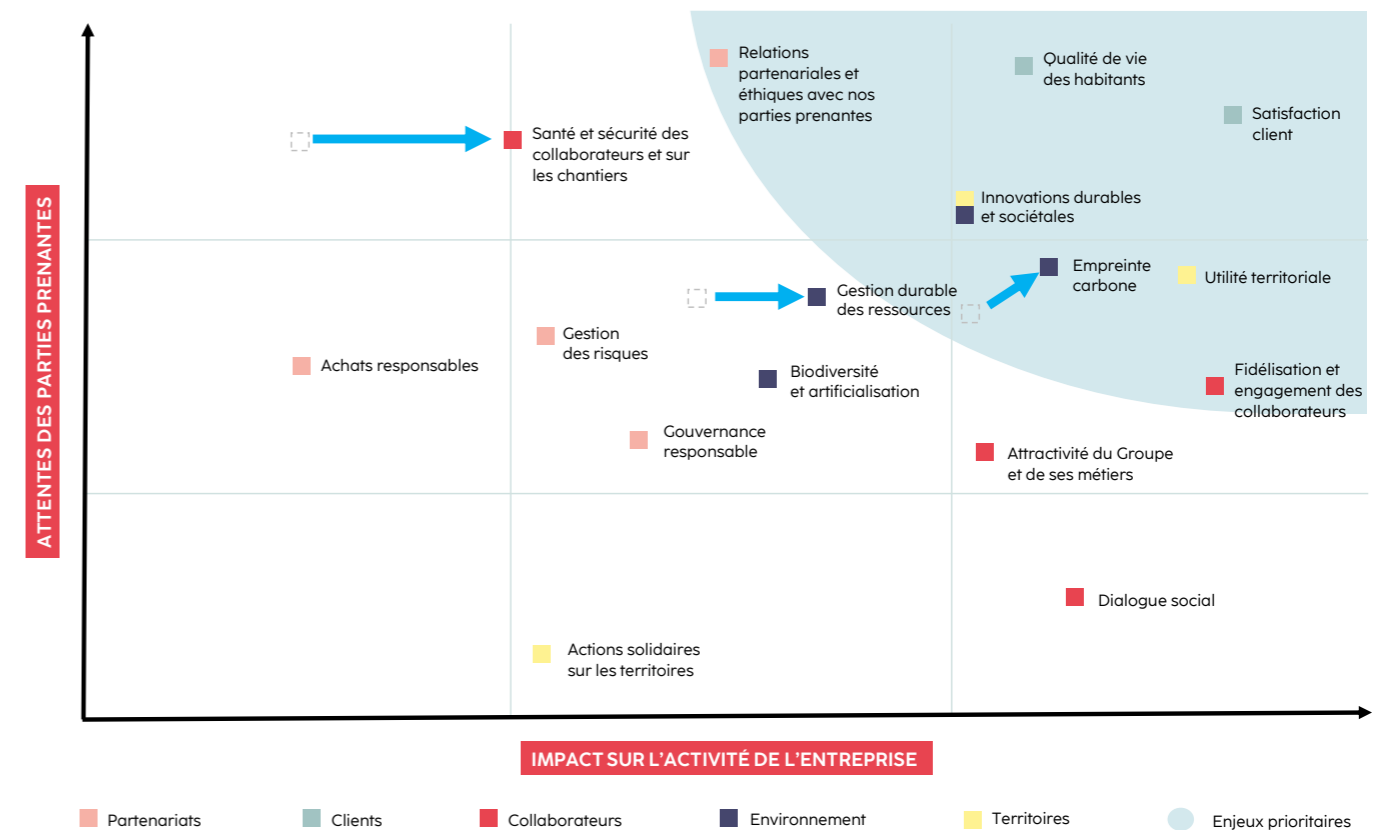 ATTENTES DES PARTIES PRENANTES
Relations
partenariales et
éthiques avec nos
parties prenantes
Qualité de vie
des habitants
Satisfaction
client
Santé et sécurité des
collaborateurs et sur
les chantiers
Innovations durables
et sociétales
Empreinte
carbone
Utilité territoriale
Gestion durable
des ressources
Gestion
des risques
Achats responsables
Biodiversité
et artificialisation
Fidélisation et
engagement des
collaborateurs
Gouvernance
responsable
Attractivité du Groupe
et de ses métiers
Dialogue social
Actions solidaires
sur les territoires
IMPACT SUR L'ACTIVITÉ DE L'ENTREPRISE
Partenariats
Clients
Collaborateurs
Environnement
Territoires
Enjeux prioritaires